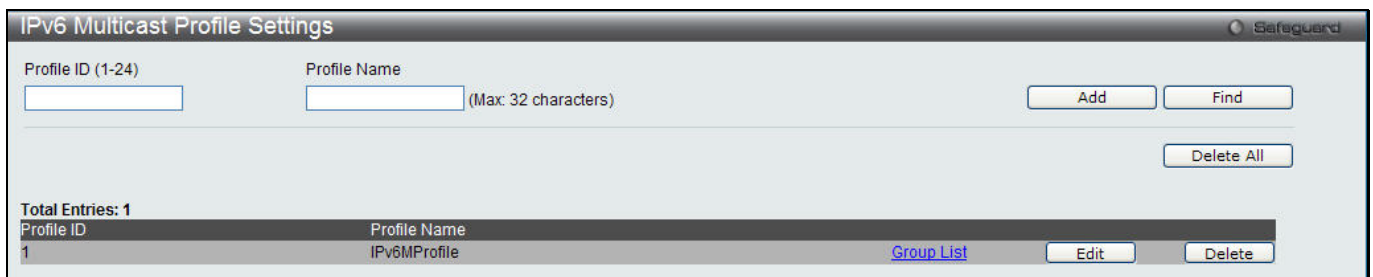 IPv6 Multicast Profile Settings Safeguard
Profile ID (1-24) Profile Name
(Max: 32 characters) Add Find
Delete All
Total Entries: 1
Profile ID Profile Name
1 IPv6MProfile Group List Edit Delete